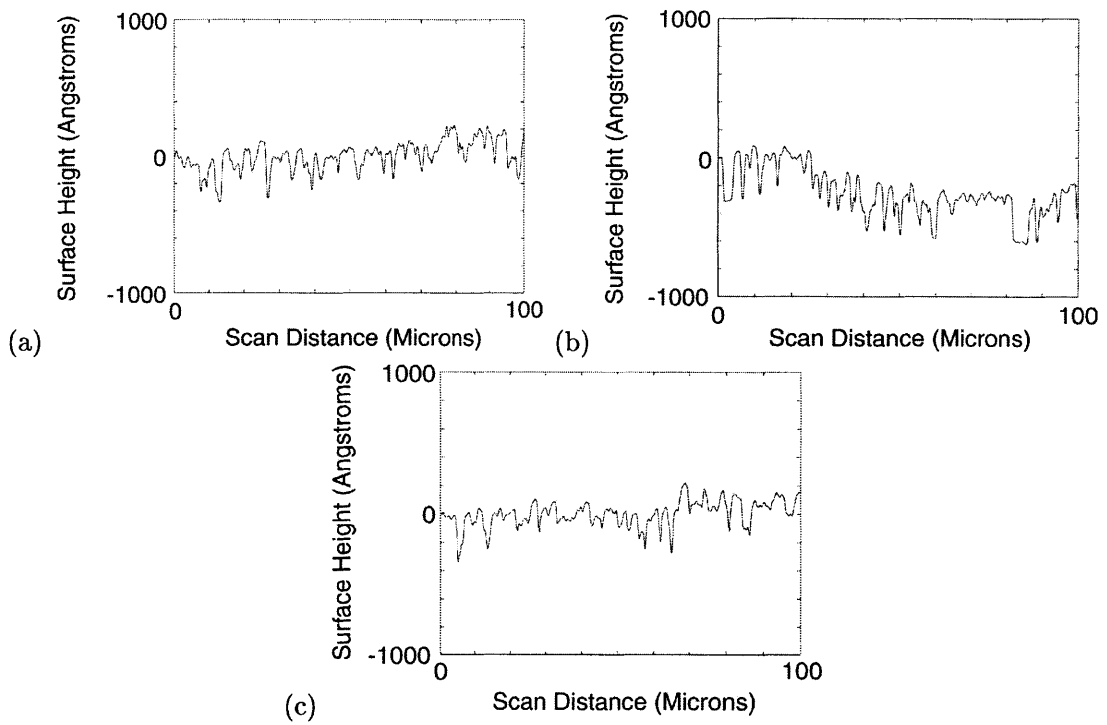 1000
0
-1000
Surface Height (Angstroms)
0
100
Scan Distance (Microns)
(a)
1000
0
-1000
Surface Height (Angstroms)
0
100
Scan Distance (Microns)
(b)
1000
0
-1000
Surface Height (Angstroms)
0
100
Scan Distance (Microns)
(c)